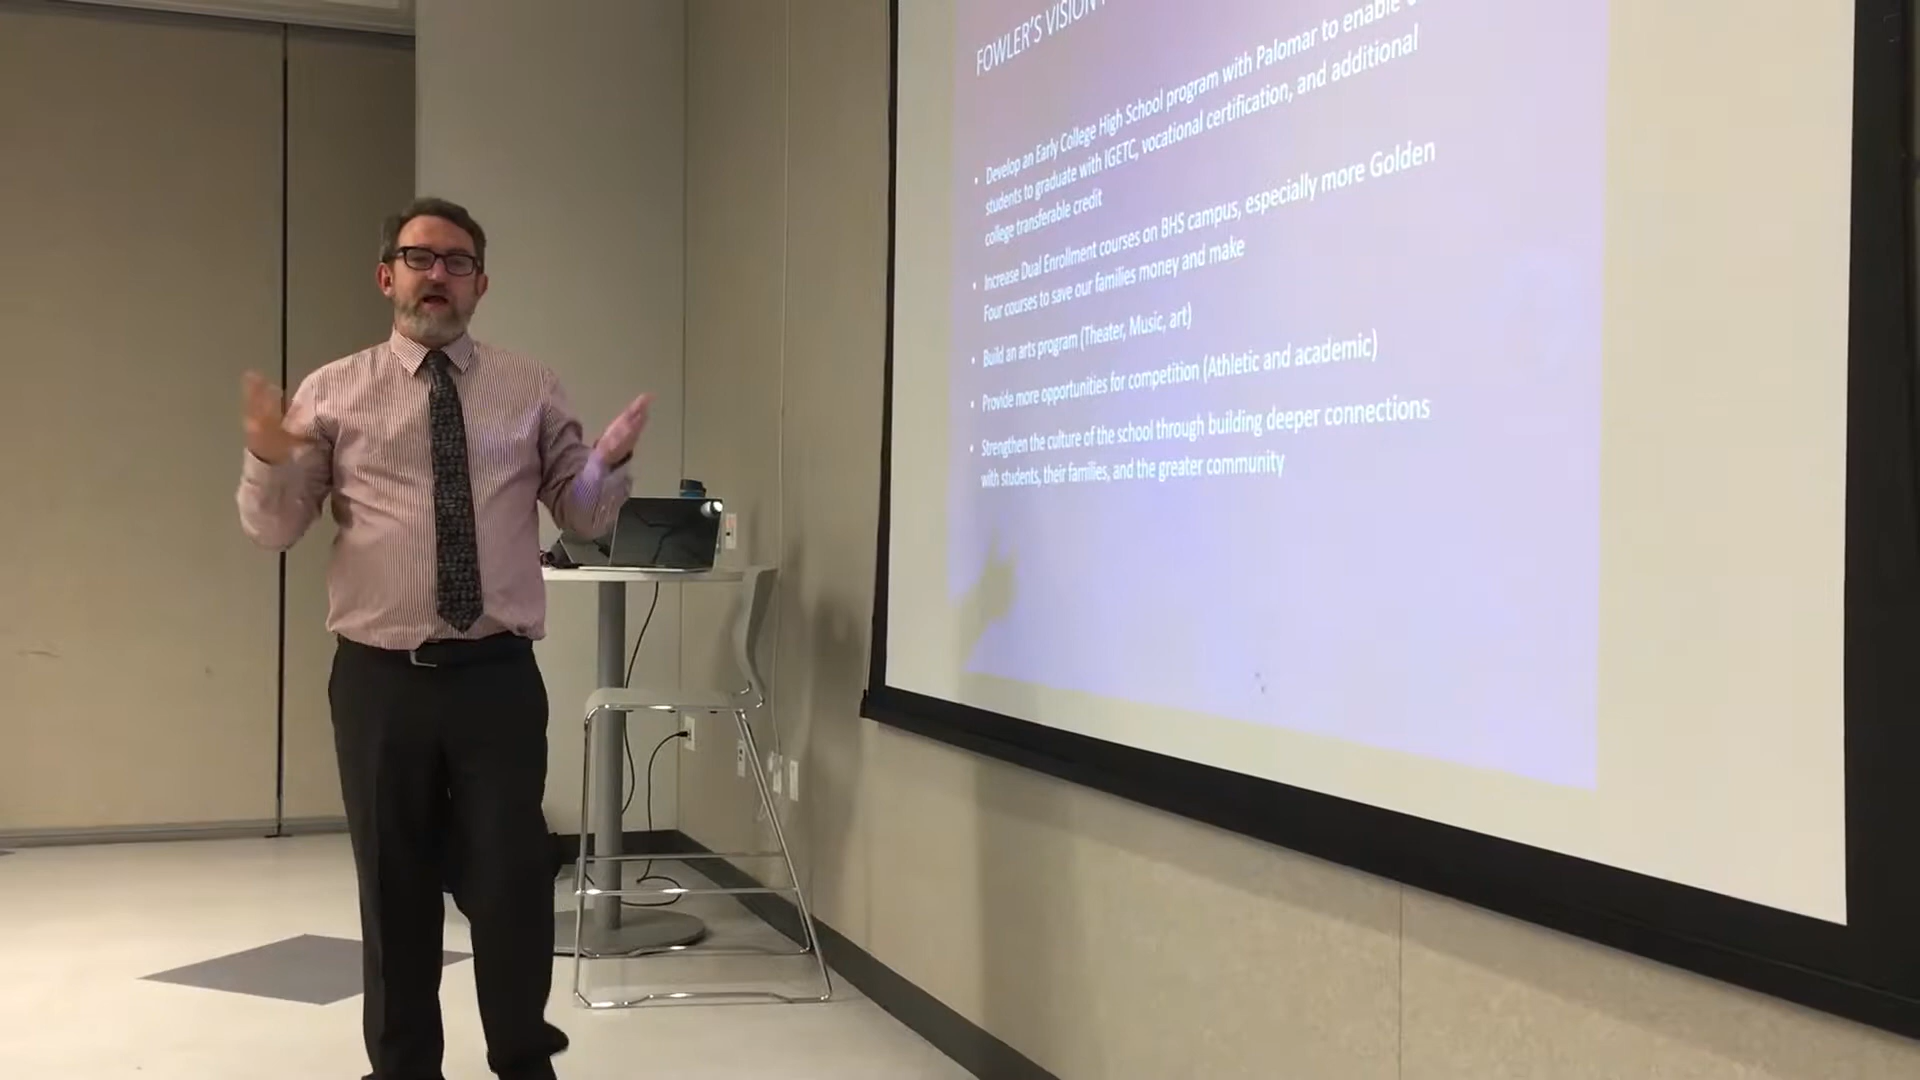 FOWLER'S VISION
• Develop an Early College High School program with Palomar to enable
students to graduate with IGETC, vocational certification, and additional
college transferable credit
• Increase Dual Enrollment courses on BHS campus, especially more Golden
Four courses to save our families money and make
• Build an arts program (Theater, Music, art)
• Provide more opportunities for competition (Athletic and academic)
• Strengthen the culture of the school through building deeper connections
with students, their families, and the greater community